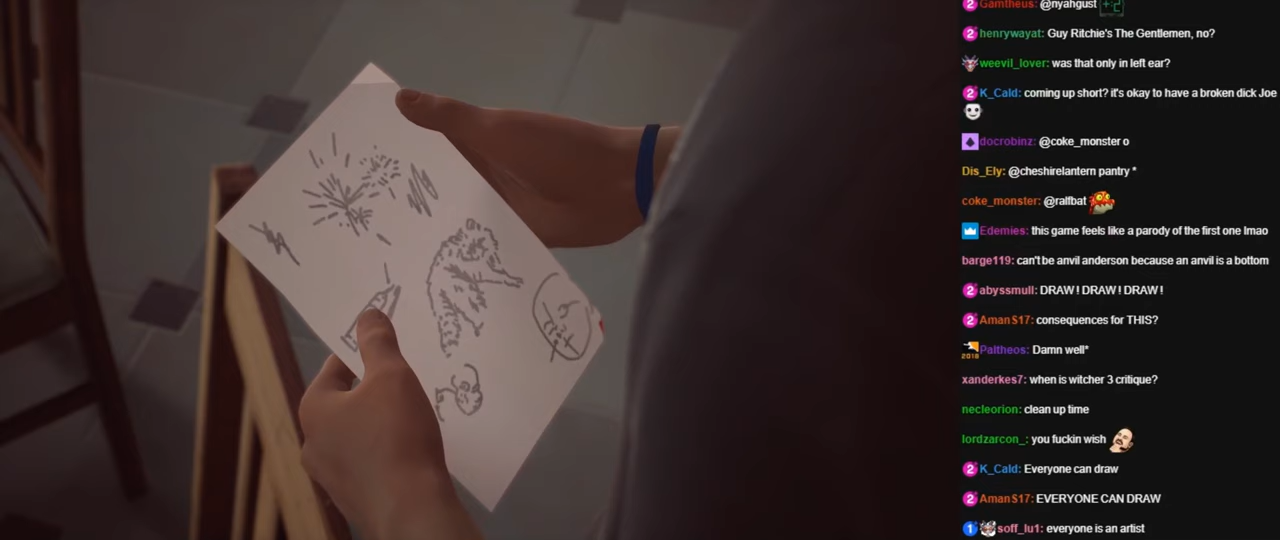 Gamtheus: @nyahgust
henrywayat: Guy Ritchie's The Gentlemen, no?
weevil_lover: was that only in left ear?
K_Cald: coming up short? it's okay to have a broken dick Joe
docrobinz: @coke_monster o
Dis_Ely: @cheshirelantern pantry *
coke_monster: @ralfbat
Edemies: this game feels like a parody of the first one lmao
barge119: can't be anvil anderson because an anvil is a bottom
abyssmull: DRAW ! DRAW ! DRAW !
AmanS17: consequences for THIS?
2018 Paltheos: Damn well*
xanderkes7: when is witcher 3 critique?
necleorion: clean up time
lordzarcon_: you fuckin wish
K_Cald: Everyone can draw
AmanS17: EVERYONE CAN DRAW
soff_lu1: everyone is an artist